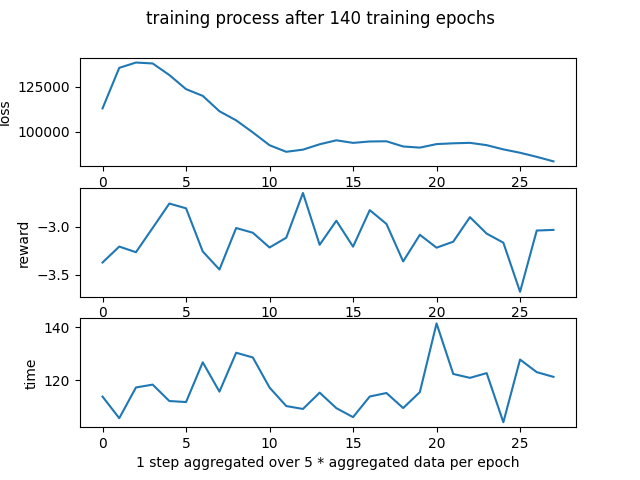 training process after 140 training epochs
125000
100000
loss
0 5 10 15 20 25
−3.0
−3.5
reward
0 5 10 15 20 25
140
120
time
0 5 10 15 20 25
1 step aggregated over 5 * aggregated data per epoch